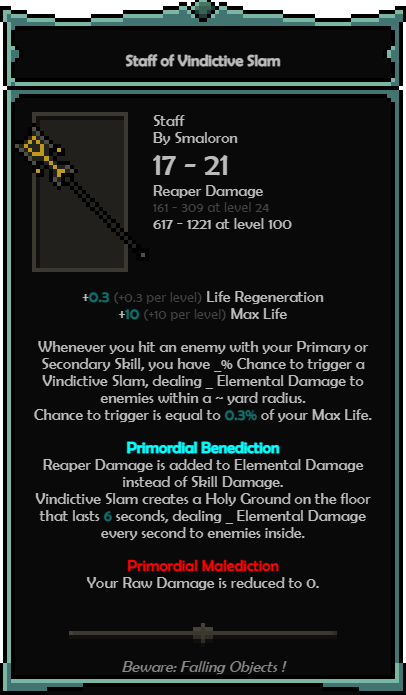 Staff of Vindictive Slam
Staff
By Smaloron
17 - 21
Reaper Damage
161 - 309 at level 24
617 - 1221 at level 100
+0.3 (+0.3 per level) Life Regeneration
+10 (+10 per level) Max Life
Whenever you hit an enemy with your Primary or
Secondary Skill, you have _% Chance to trigger a
Vindictive Slam, dealing _ Elemental Damage to
enemies within a ~ yard radius.
Chance to trigger is equal to 0.3% of your Max Life.
Primordial Benediction
Reaper Damage is added to Elemental Damage
instead of Skill Damage.
Vindictive Slam creates a Holy Ground on the floor
that lasts 6 seconds, dealing _ Elemental Damage
every second to enemies inside.
Primordial Malediction
Your Raw Damage is reduced to 0.
Beware: Falling Objects !